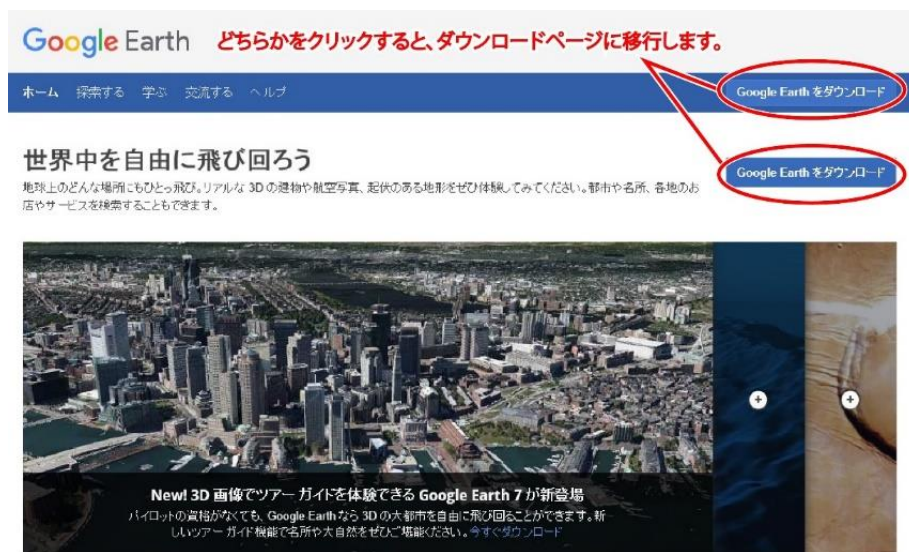 Google Earth どちらかをクリックすると、ダウンロードページに移行します。
ホーム 探索する 学ぶ 交流する ヘルプ Google Earth をダウンロード
世界中を自由に飛び回ろう
Google Earth をダウンロード
地球上のどんな場所にもひとっ飛び。リアルな 3D の建物や航空写真、起伏のある地形をぜひ体験してみてください。都市や名所、各地のお
店やサービスを検索することもできます。
New! 3D 画像でツアー ガイドを体験できる Google Earth 7 が新登場
パイロットの資格がなくても、Google Earth なら 3D の大都市を自由に飛び回ることができます。新
しいツアー ガイド機能で名所や大自然をぜひご堪能ください。今すぐダウンロード